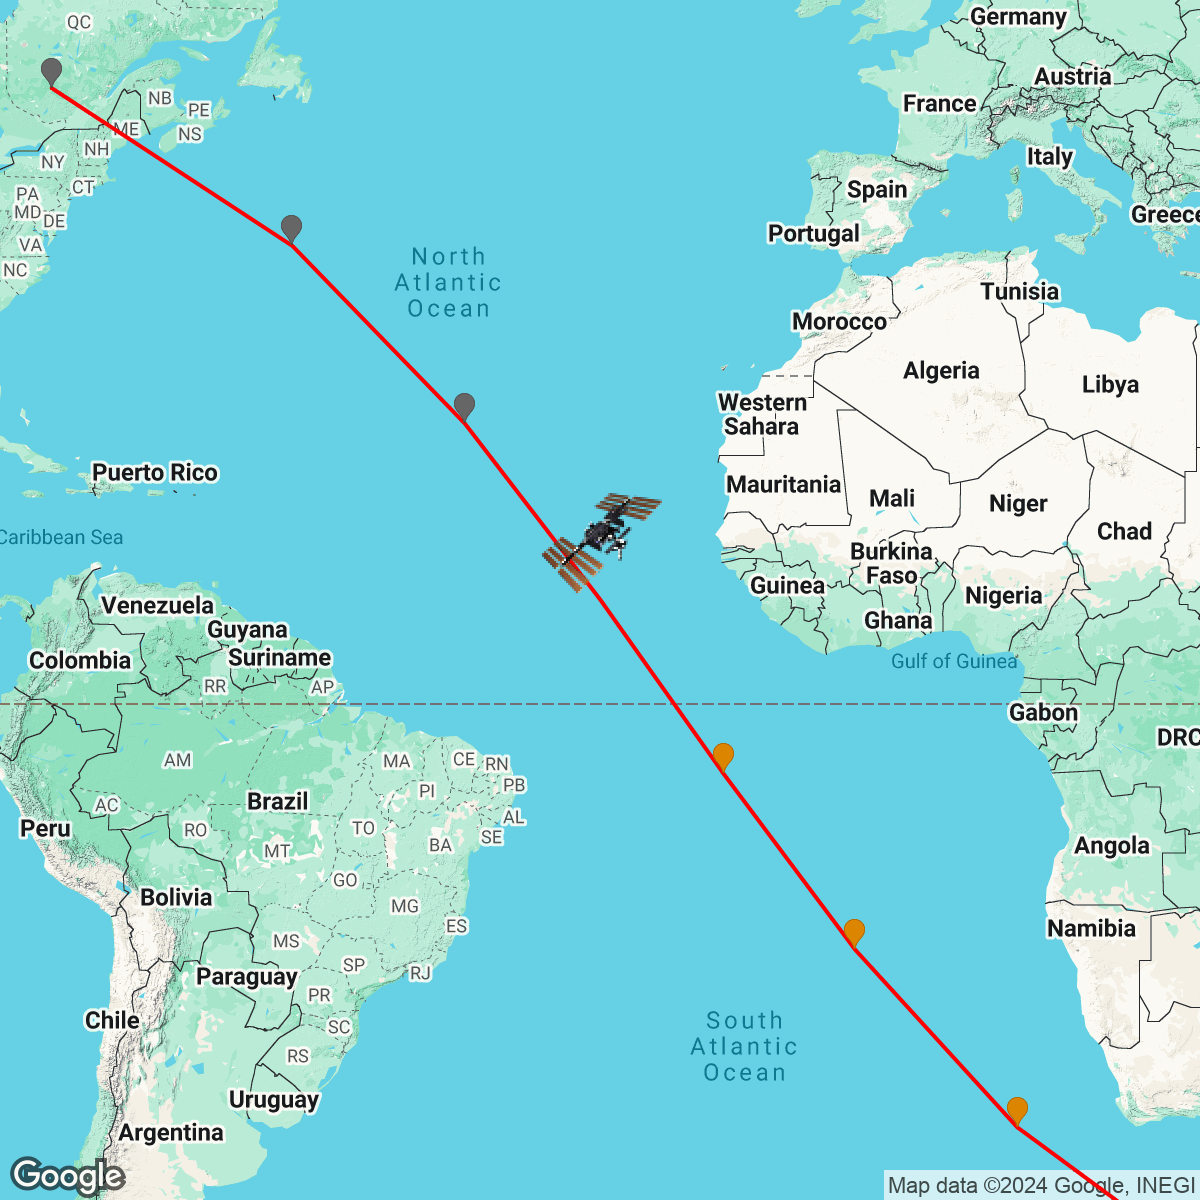 QC
Germany
Austria
France
NB
PE
ME
NS
NH
Italy
NY
CT
Spain
PA
MD
DE
Greece
Portugal
VA
North
Atlantic
Ocean
NC
Tunisia
Morocco
Algeria
Libya
Western
Sahara
Puerto Rico
Mauritania
Mali
Niger
Chad
Caribbean Sea
Burkina
Faso
Guinea
Nigeria
Venezuela
Ghana
Guyana
Suriname
Colombia
Gulf of Guinea
RR
AP
Gabon
DRC
AM
MA
CE
RN
PB
PI
Brazil
AC
AL
Peru
RO
TO
SE
MT
BA
Angola
GO
Bolivia
MG
ES
Namibia
MS
SP
RJ
Paraguay
PR
Chile
SC
South
Atlantic
Ocean
RS
Uruguay
Argentina
Google
Map data ©2024 Google, INEGI